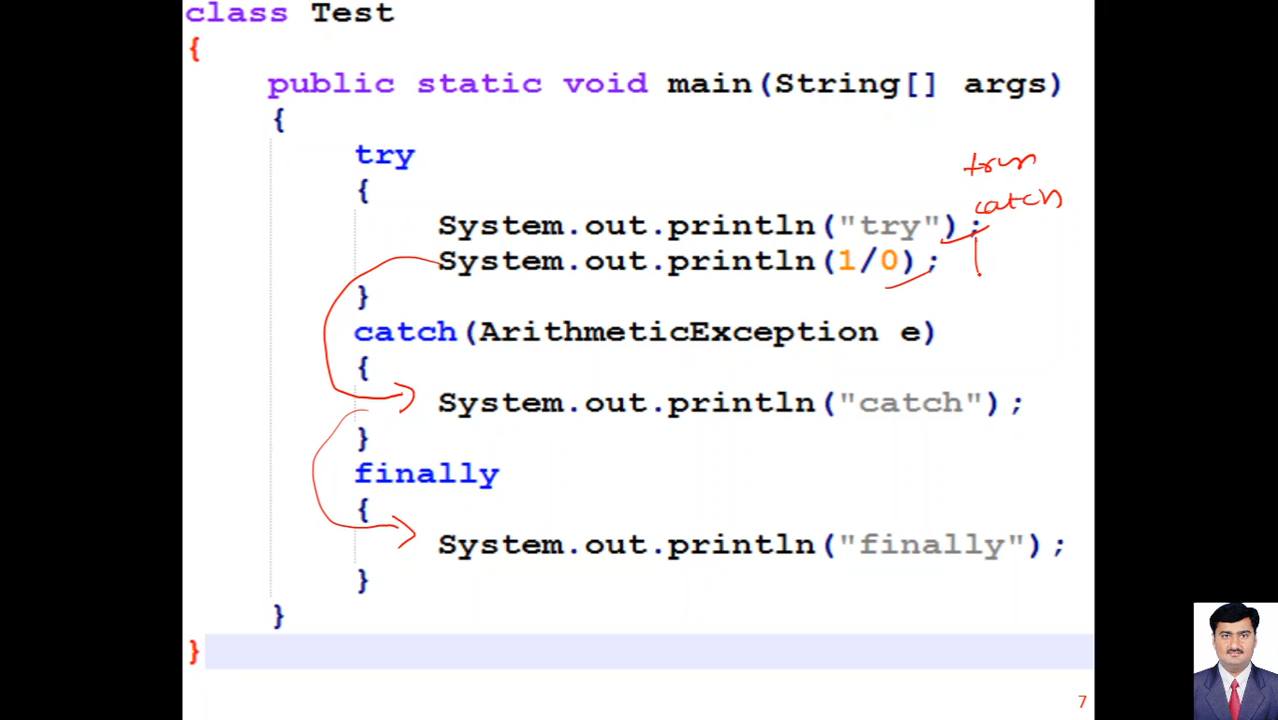 class Test
{
public static void main(String[] args)
{
try
{
System.out.println("try");
System.out.println(1/0);
}
catch(ArithmeticException e)
{
System.out.println("catch");
}
finally
{
System.out.println("finally");
}
}
}
catch
7